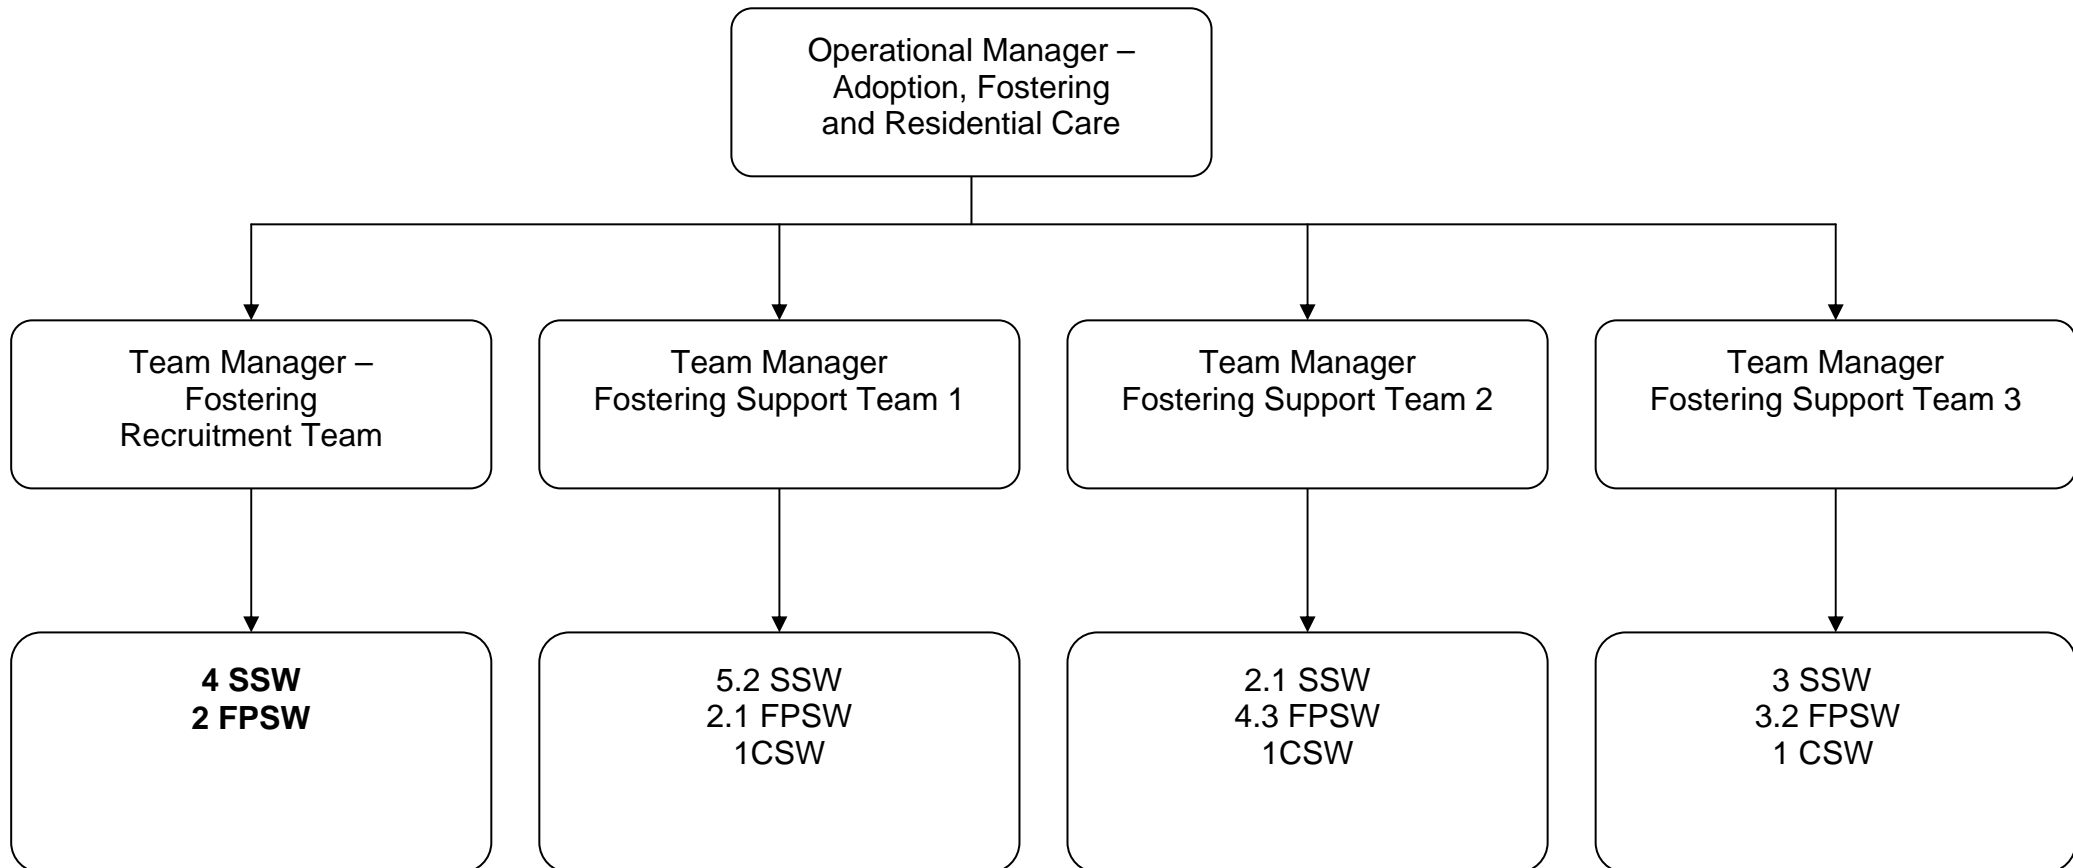 Operational Manager –
Adoption, Fostering
and Residential Care
Team Manager –
Fostering
Recruitment Team
Team Manager
Fostering Support Team 1
Team Manager
Fostering Support Team 2
Team Manager
Fostering Support Team 3
4 SSW
2 FPSW
5.2 SSW
2.1 FPSW
1CSW
2.1 SSW
4.3 FPSW
1CSW
3 SSW
3.2 FPSW
1 CSW